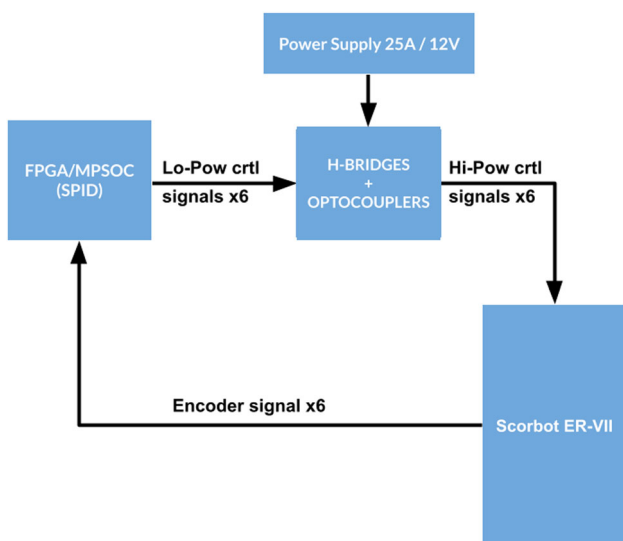 Power Supply 25A / 12V
FPGA/MPSOC
(SPID)
Lo-Pow crtl
signals x6
H-BRIDGES
+
OPTOCOUPLERS
Hi-Pow crtl
signals x6
Encoder signal x6
Scorbot ER-VII